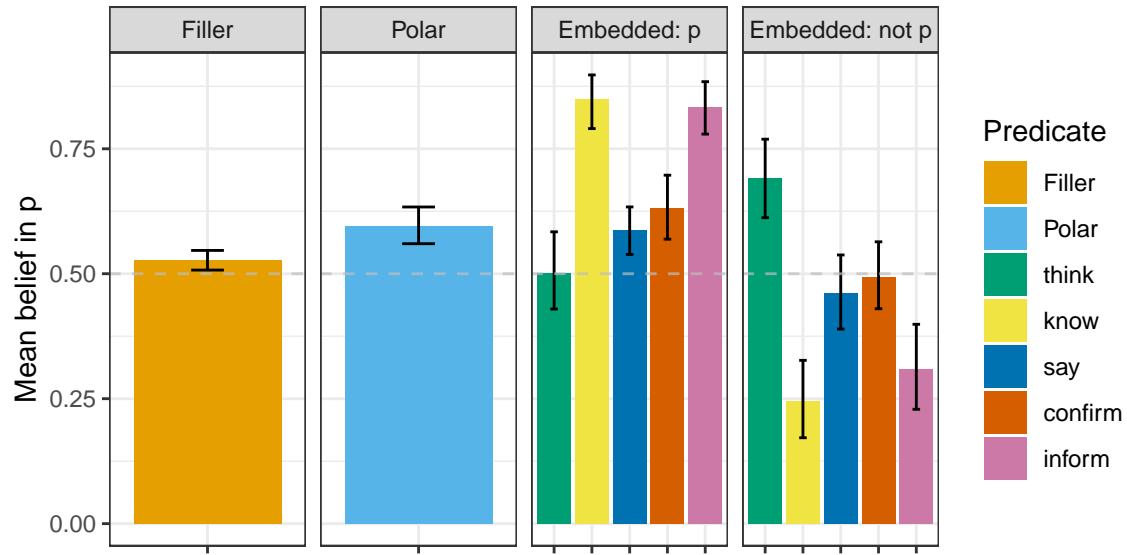 Filler
Polar
Embedded: p
Embedded: not p
Mean belief in p
0.75
0.50
0.25
0.00
Predicate
Filler
Polar
think
know
say
confirm
inform